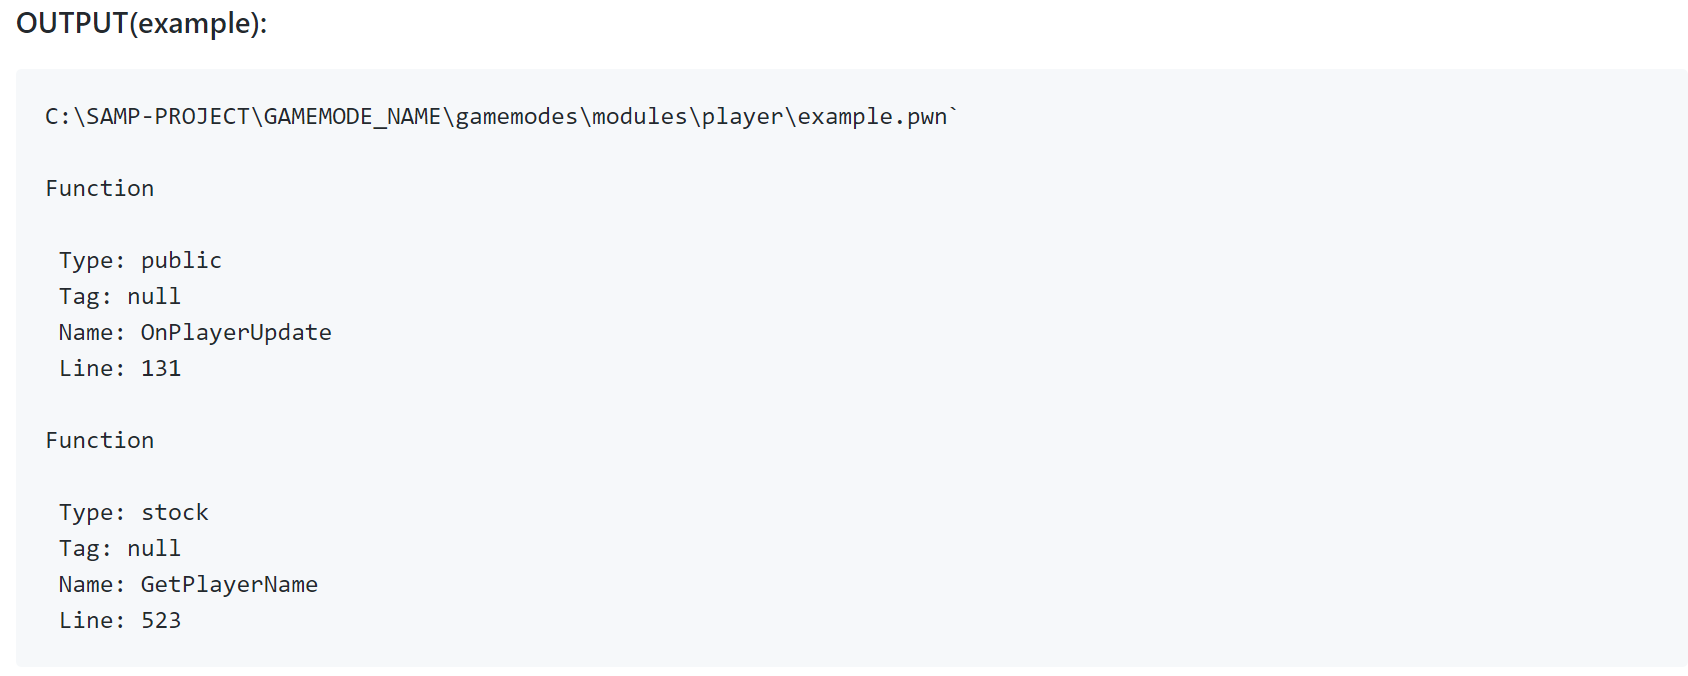 OUTPUT(example):
C:\SAMP-PROJECT\GAMEMODE_NAME\gamemodes\modules\player\example.pwn`
Function
Type: public
Tag: null
Name: OnPlayerUpdate
Line: 131
Function
Type: stock
Tag: null
Name: GetPlayerName
Line: 523